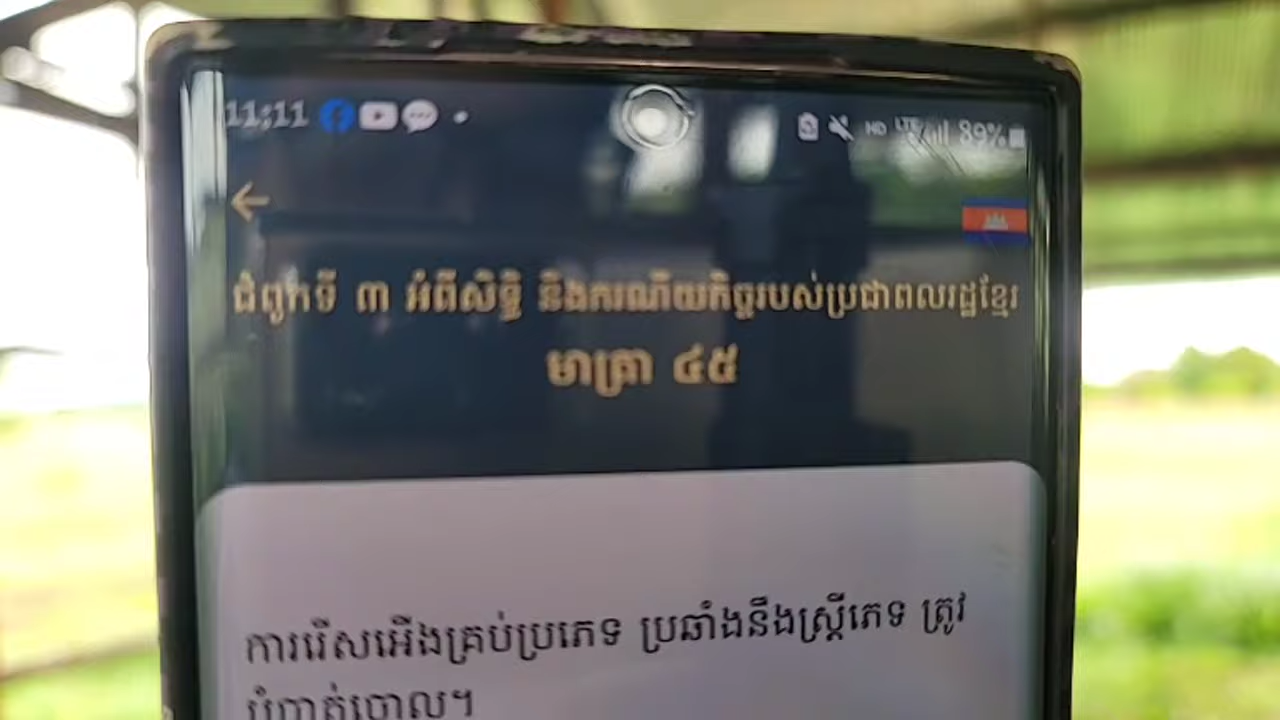 11:11 HD LTE 89%
ជំពូកទី ៣ អំពីសិទ្ធិ និងករណីយកិច្ចរបស់ប្រជាពលរដ្ឋខ្មែរ
មាត្រា ៤៥
ការរើសអើងគ្រប់ប្រភេទ ប្រឆាំងនឹងស្ត្រីភេទ ត្រូវ
បំបាត់ចោល។